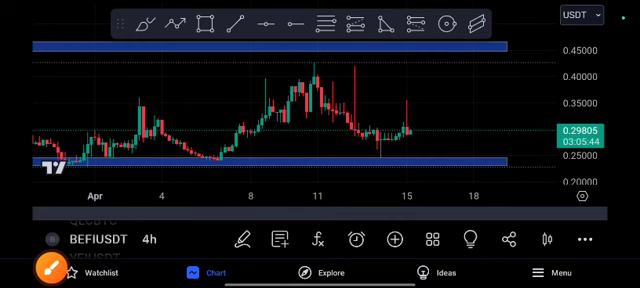 USDT
0.45000
0.40000
0.35000
0.29805
03:05:44
0.25000
0.20000
Apr 4 8 11 15 18
BEFIUSDT 4h
Watchlist Chart Explore Ideas Menu